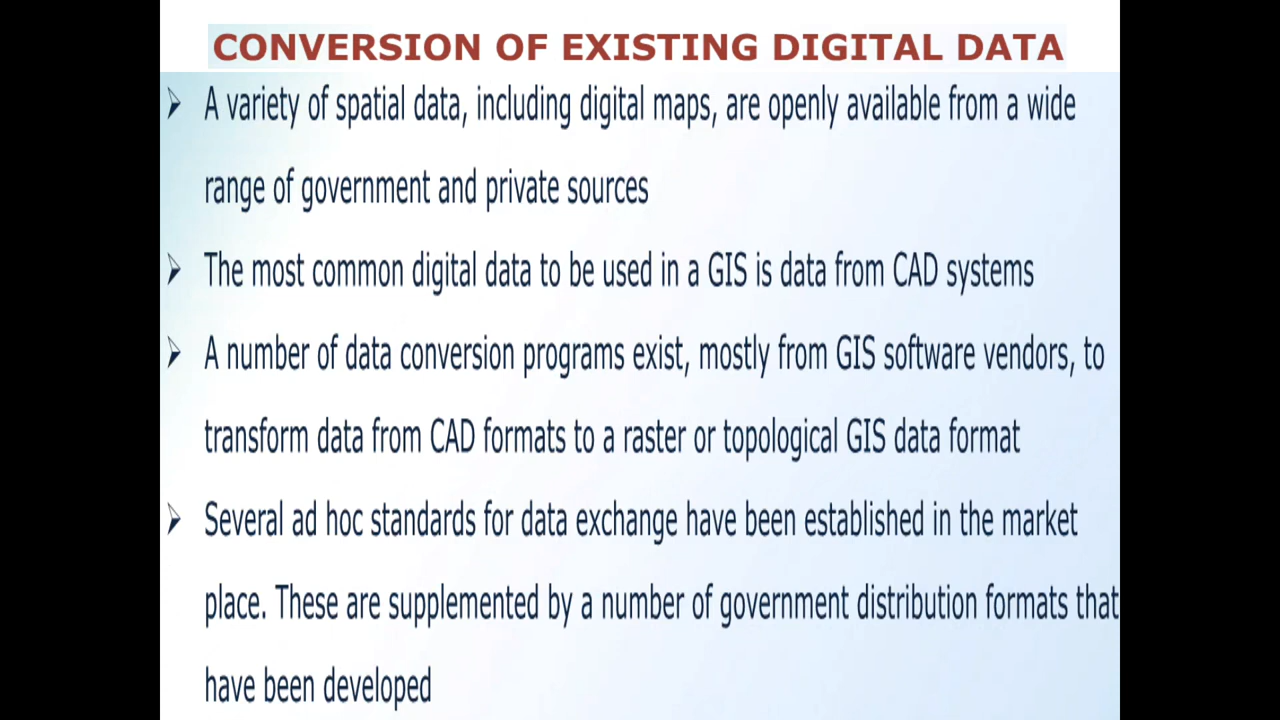 CONVERSION OF EXISTING DIGITAL DATA
➢ A variety of spatial data, including digital maps, are openly available from a wide
range of government and private sources
➢ The most common digital data to be used in a GIS is data from CAD systems
➢ A number of data conversion programs exist, mostly from GIS software vendors, to
transform data from CAD formats to a raster or topological GIS data format
➢ Several ad hoc standards for data exchange have been established in the market
place. These are supplemented by a number of government distribution formats that
have been developed